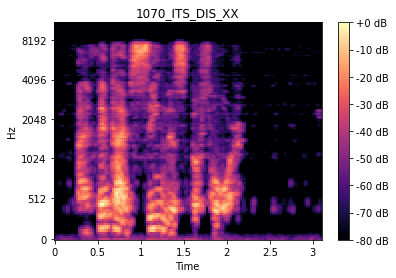 1070_ITS_DIS_XX
+0 dB
8192
-10 dB
4096
-20 dB
-30 dB
2048
Hz
-40 dB
1024
-50 dB
512
-60 dB
-70 dB
0
-80 dB
0 0.5 1 1.5 2 2.5 3
Time